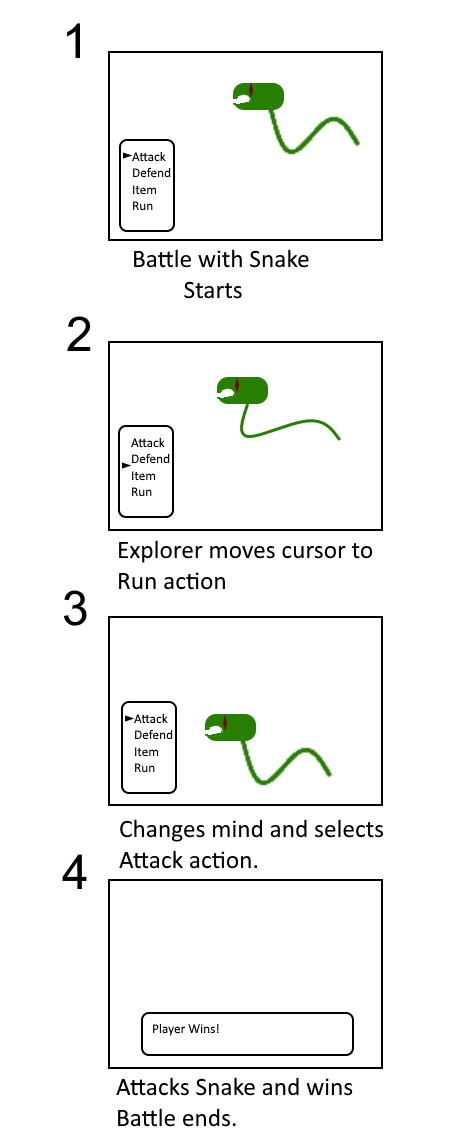 1
Attack
Defend
Item
Run
Battle with Snake
Starts
2
Attack
Defend
Item
Run
Explorer moves cursor to
Run action
3
Attack
Defend
Item
Run
Changes mind and selects
Attack action.
4
Player Wins!
Attacks Snake and wins
Battle ends.